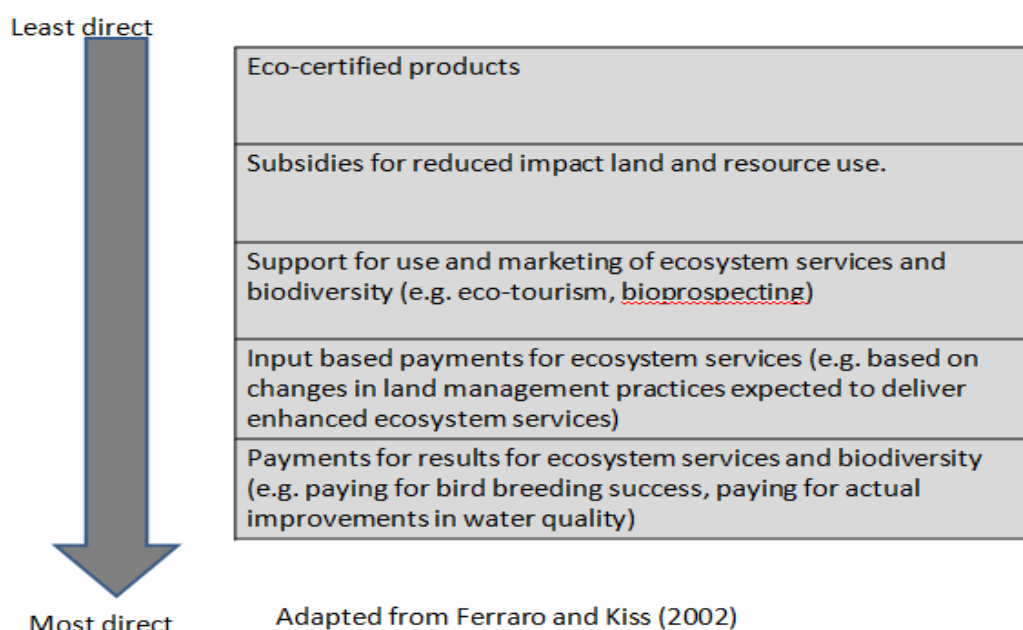 Least direct
Eco-certified products
Subsidies for reduced impact land and resource use.
Support for use and marketing of ecosystem services and
biodiversity (e.g. eco-tourism, bioprospecting)
Input based payments for ecosystem services (e.g. based on
changes in land management practices expected to deliver
enhanced ecosystem services)
Payments for results for ecosystem services and biodiversity
(e.g. paying for bird breeding success, paying for actual
improvements in water quality)
Most direct
Adapted from Ferraro and Kiss (2002)